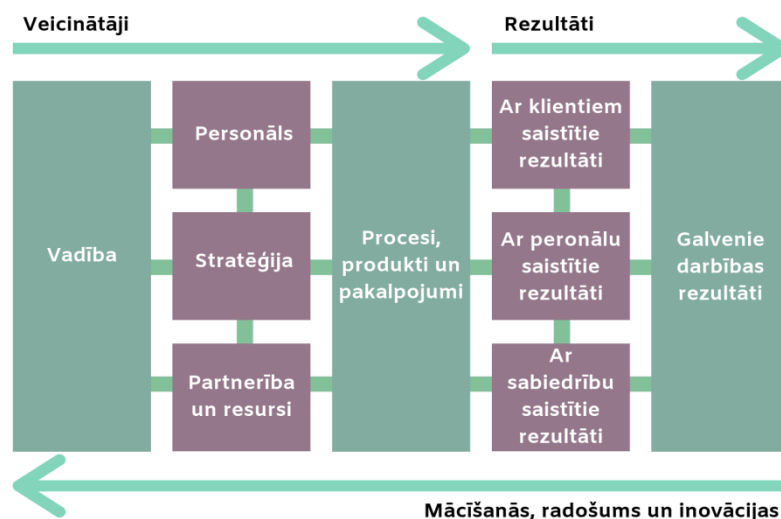 Veicinātāji
Rezultāti
Vadība
Personāls
Stratēģija
Partnerība
un resursi
Procesi,
produkti un
pakalpojumi
Ar klientiem
saistītie
rezultāti
Ar peronālu
saistītie
rezultāti
Ar
sabiedrību
saistītie
rezultāti
Galvenie
darbības
rezultāti
Mācīšanās, radošums un inovācijas